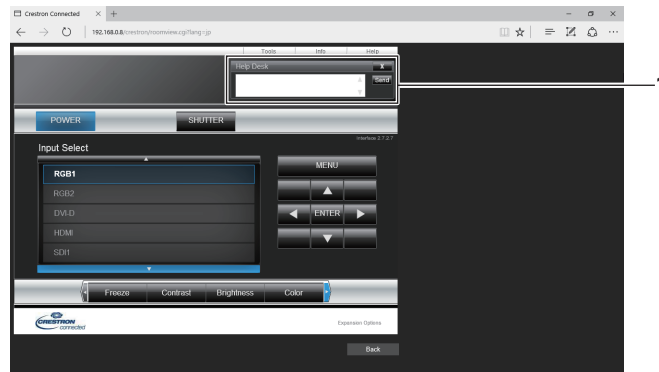 Crestron Connected
192.168.0.8/crestron/roomview.cgi?lang=jp
Tools Info Help
Help Desk X
Send
1
POWER SHUTTER
Interface 2.7.2.7
Input Select
RGB1
RGB2
DVI-D
HDMI
SDI1
MENU
ENTER
Freeze Contrast Brightness Color
CRESTRON
connected
Expansion Options
Back